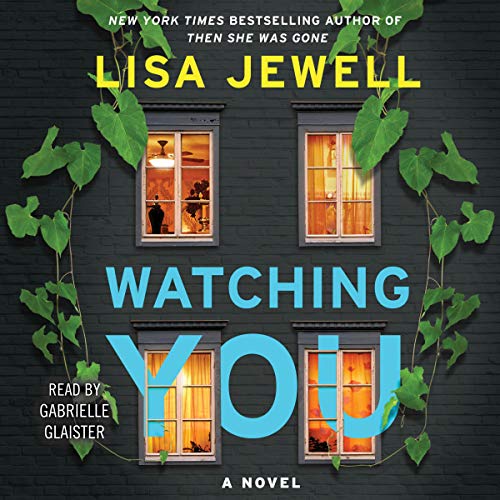 NEW YORK TIMES BESTSELLING AUTHOR OF
THEN SHE WAS GONE
LISA JEWELL
WATCHING
YOU
READ BY
GABRIELLE
GLAISTER
A NOVEL